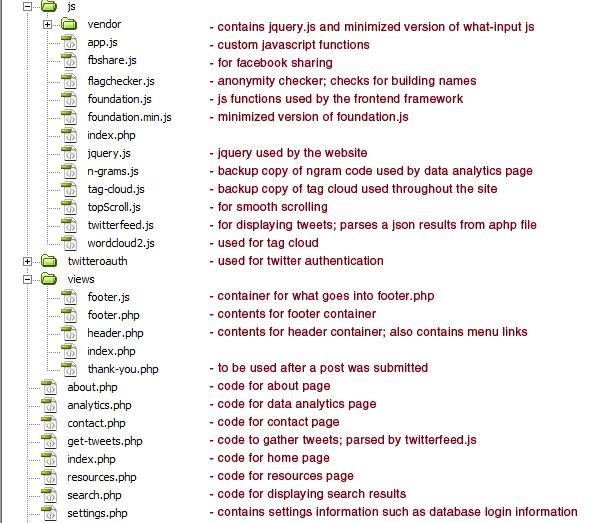 js
vendor - contains jquery.js and minimized version of what-input js
app.js - custom javascript functions
fbshare.js - for facebook sharing
flagchecker.js - anonymity checker; checks for building names
foundation.js - js functions used by the frontend framework
foundation.min.js - minimized version of foundation.js
index.php
jquery.js - jquery used by the website
n-grams.js - backup copy of ngram code used by data analytics page
tag-cloud.js - backup copy of tag cloud used throughout the site
topScroll.js - for smooth scrolling
twitterfeed.js - for displaying tweets; parses a json results from aphp file
wordcloud2.js - used for tag cloud
twitteroauth - used for twitter authentication
views
footer.js - container for what goes into footer.php
footer.php - contents for footer container
header.php - contents for header container; also contains menu links
index.php
thank-you.php - to be used after a post was submitted
about.php - code for about page
analytics.php - code for data analytics page
contact.php - code for contact page
get-tweets.php - code to gather tweets; parsed by twitterfeed.js
index.php - code for home page
resources.php - code for resources page
search.php - code for displaying search results
settings.php - contains settings information such as database login information